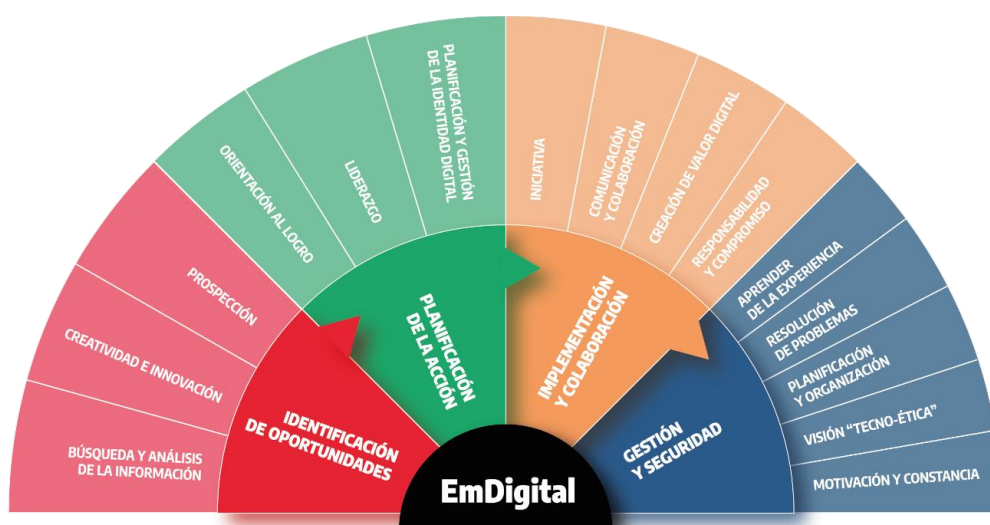 BÚSQUEDA Y ANÁLISIS
DE LA INFORMACIÓN
CREATIVIDAD E INNOVACIÓN
PROSPECCIÓN
ORIENTACIÓN AL LOGRO
LIDERAZGO
PLANIFICACIÓN Y GESTIÓN
DE LA IDENTIDAD DIGITAL
INICIATIVA
COMUNICACIÓN
Y COLABORACIÓN
CREACIÓN DE VALOR DIGITAL
RESPONSABILIDAD
Y COMPROMISO
APRENDER
DE LA EXPERIENCIA
RESOLUCIÓN
DE PROBLEMAS
PLANIFICACIÓN
Y ORGANIZACIÓN
VISIÓN “TECNO-ÉTICA”
MOTIVACIÓN Y CONSTANCIA
IDENTIFICACIÓN
DE OPORTUNIDADES
PLANIFICACIÓN
DE LA ACCIÓN
IMPLEMENTACIÓN
Y COLABORACIÓN
GESTIÓN
Y SEGURIDAD
EmDigital